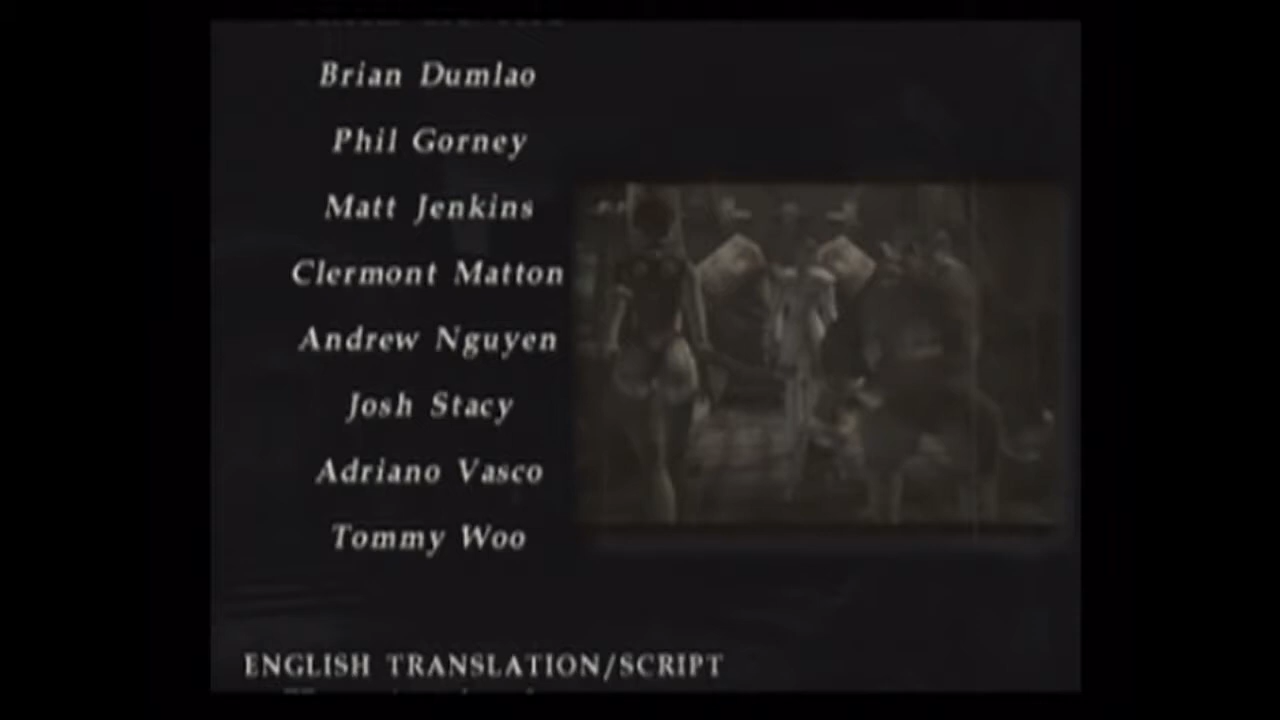 Brian Dumlao
Phil Gorney
Matt Jenkins
Clermont Matton
Andrew Nguyen
Josh Stacy
Adriano Vasco
Tommy Woo
ENGLISH TRANSLATION/SCRIPT